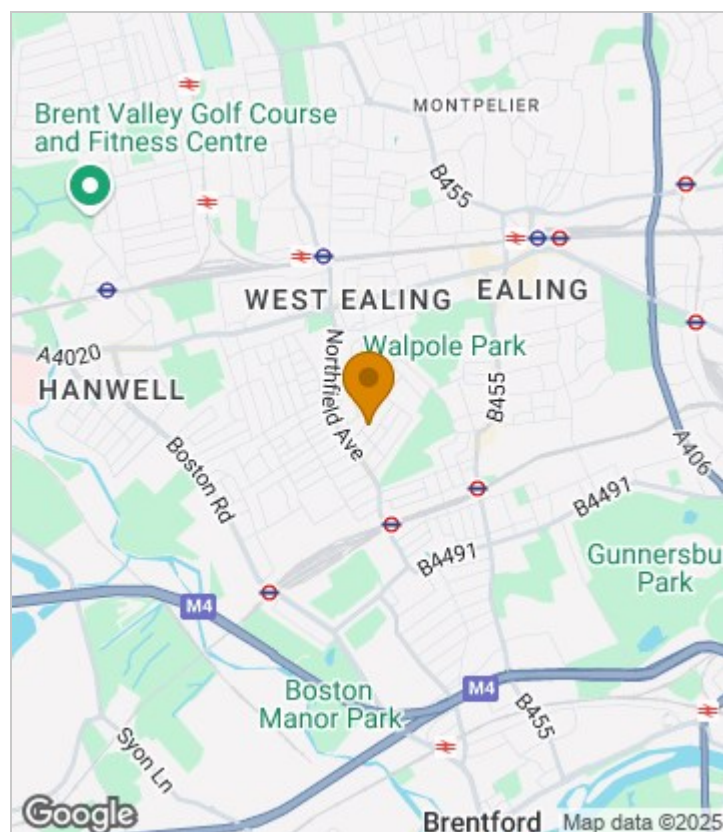 MONTPELIER
Brent Valley Golf Course
and Fitness Centre
B455
WEST EALING
EALING
A4020
Walpole Park
HANWELL
Northfield Ave
B455
A406
Boston Rd
B4491
B4491
Gunnersbu
Park
M4
M4
Boston
Manor Park
B455
Syon Ln
Google
Brentford
Map data ©2025